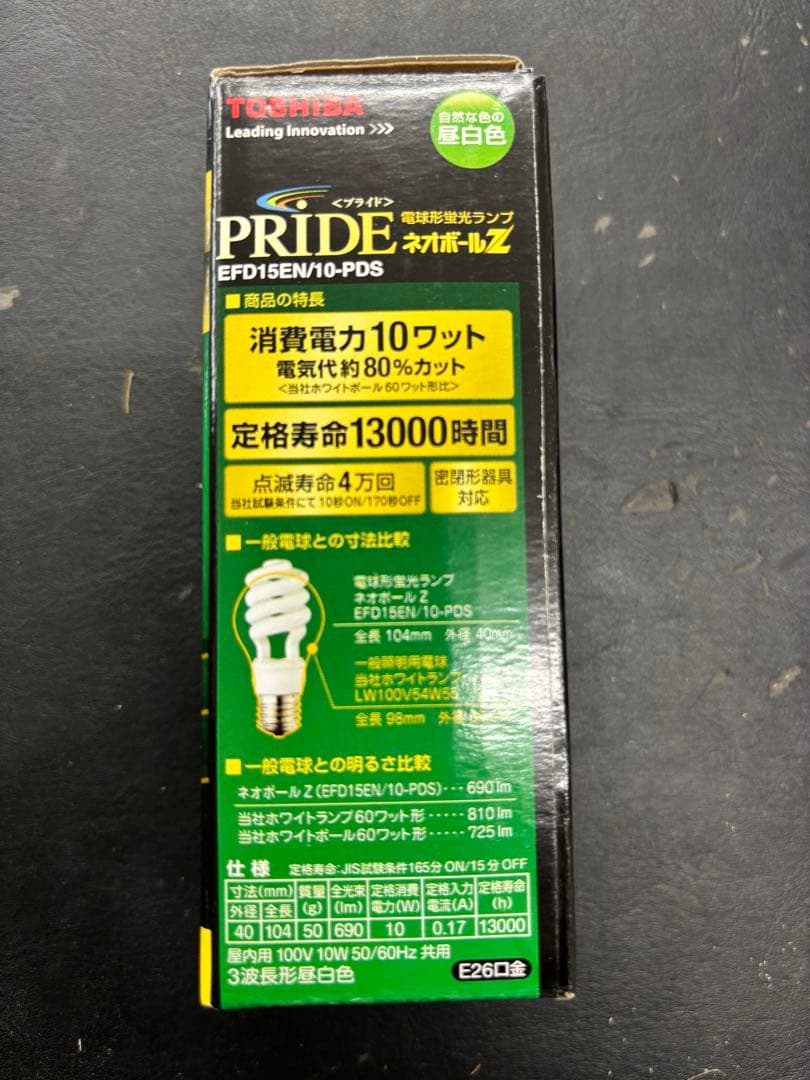 TOSHIBA
Leading Innovation >>>
自然な色の
昼白色
<プライド>
PRIDE
電球形蛍光ランプ
ネオボールZ
EFD15EN/10-PDS
■商品の特長
消費電力10ワット
電気代約80%カット
<当社ホワイトボール60ワット形比>
定格寿命13000時間
点滅寿命4万回
当社試験条件にて10秒ON/170秒OFF
密閉形器具
対応
■一般電球との寸法比較
電球形蛍光ランプ
ネオボールZ
EFD15EN/10-PDS
全長 104mm 外径 40mm
一般照明用電球
当社ホワイトランプ
LW100V54W
全長 98mm 外径
■一般電球との明るさ比較
ネオボールZ(EFD15EN/10-PDS)・・・690 lm
当社ホワイトランプ60ワット形・・・・・810 lm
当社ホワイトボール60ワット形・・・・・725 lm
仕様 定格寿命:JIS試験条件165分ON/15分OFF
寸法(mm) 質量(g) 全光束(lm) 定格消費電力(W) 定格入力電流(A) 定格寿命(h)
外径 全長
40 104 50 690 10 0.17 13000
屋内用 100V 10W 50/60Hz 共用
3波長形昼白色
E26口金